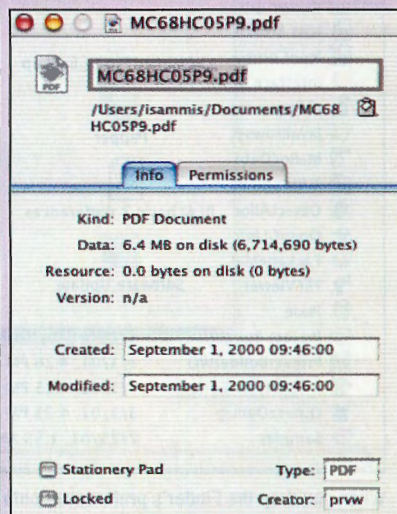 MC68HC05P9.pdf
PDF
MC68HC05P9.pdf
/Users/isammis/Documents/MC68
HC05P9.pdf
Info Permissions
Kind: PDF Document
Data: 6.4 MB on disk (6,714,690 bytes)
Resource: 0.0 bytes on disk (0 bytes)
Version: n/a
Created: September 1, 2000 09:46:00
Modified: September 1, 2000 09:46:00
Stationery Pad Type: PDF
Locked Creator: prvw